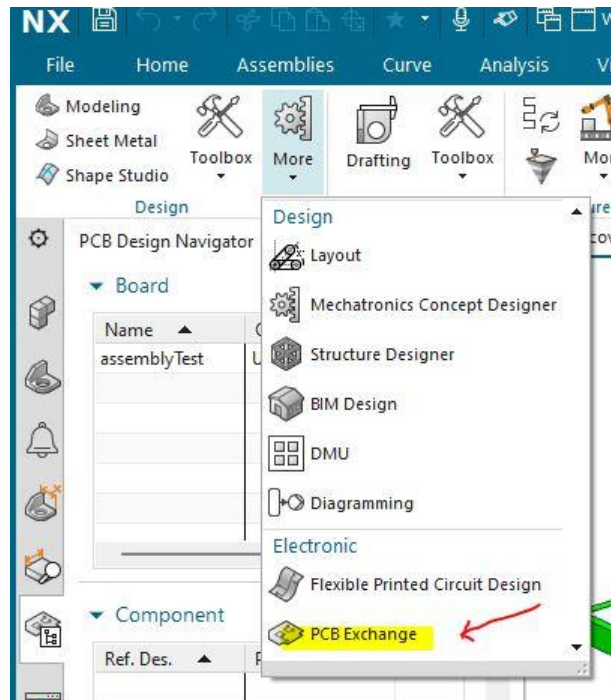 NX
File Home Assemblies Curve Analysis
Modeling
Sheet Metal
Shape Studio
Toolbox
More
Drafting
Toolbox
Design
PCB Design Navigator
Board
Name
assemblyTest
Component
Ref. Des.
Design
Layout
Mechatronics Concept Designer
Structure Designer
BIM Design
DMU
Diagramming
Electronic
Flexible Printed Circuit Design
PCB Exchange